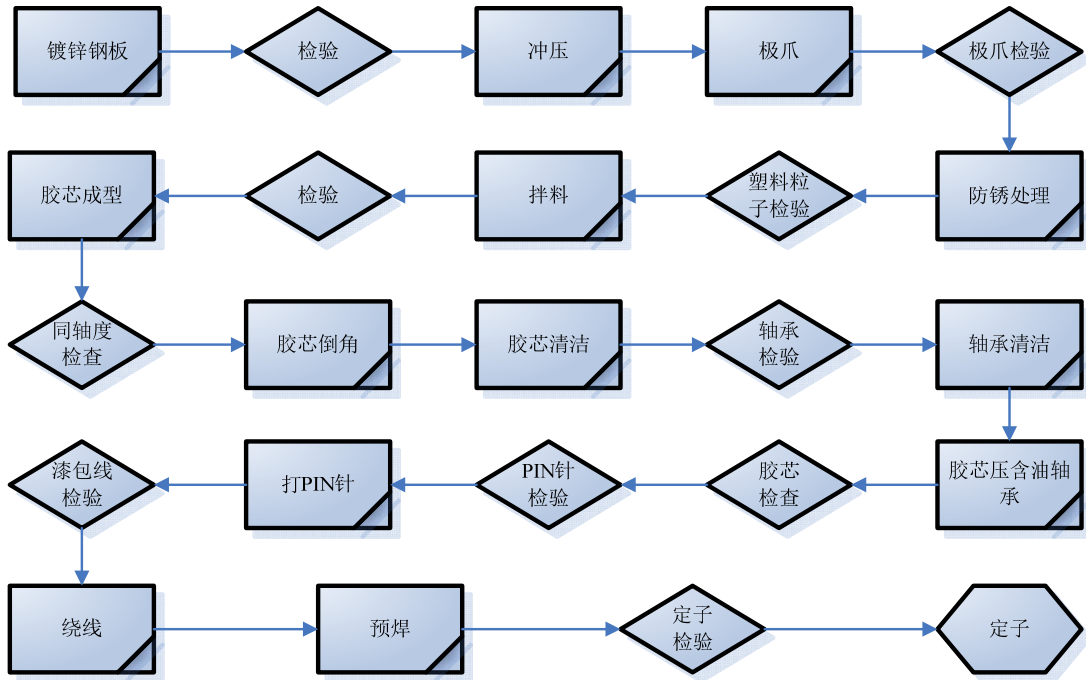 镀锌钢板
检验
冲压
极爪
极爪检验
防锈处理
塑料粒
子检验
拌料
检验
胶芯成型
同轴度
检查
胶芯倒角
胶芯清洁
轴承
检验
轴承清洁
胶芯压含油轴
承
胶芯
检查
PIN针
检验
打PIN针
漆包线
检验
绕线
预焊
定子
检验
定子